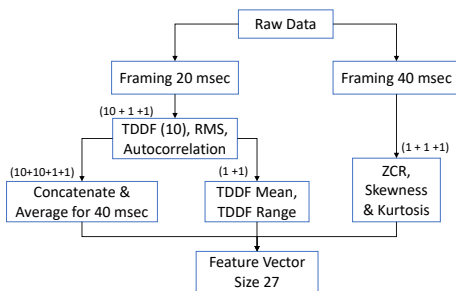 Raw Data
Framing 20 msec
Framing 40 msec
(10 + 1 +1)
TDDF (10), RMS,
Autocorrelation
(10+10+1+1)
Concatenate &
Average for 40 msec
(1 +1)
TDDF Mean,
TDDF Range
(1 + 1 +1)
ZCR,
Skewness
& Kurtosis
Feature Vector
Size 27